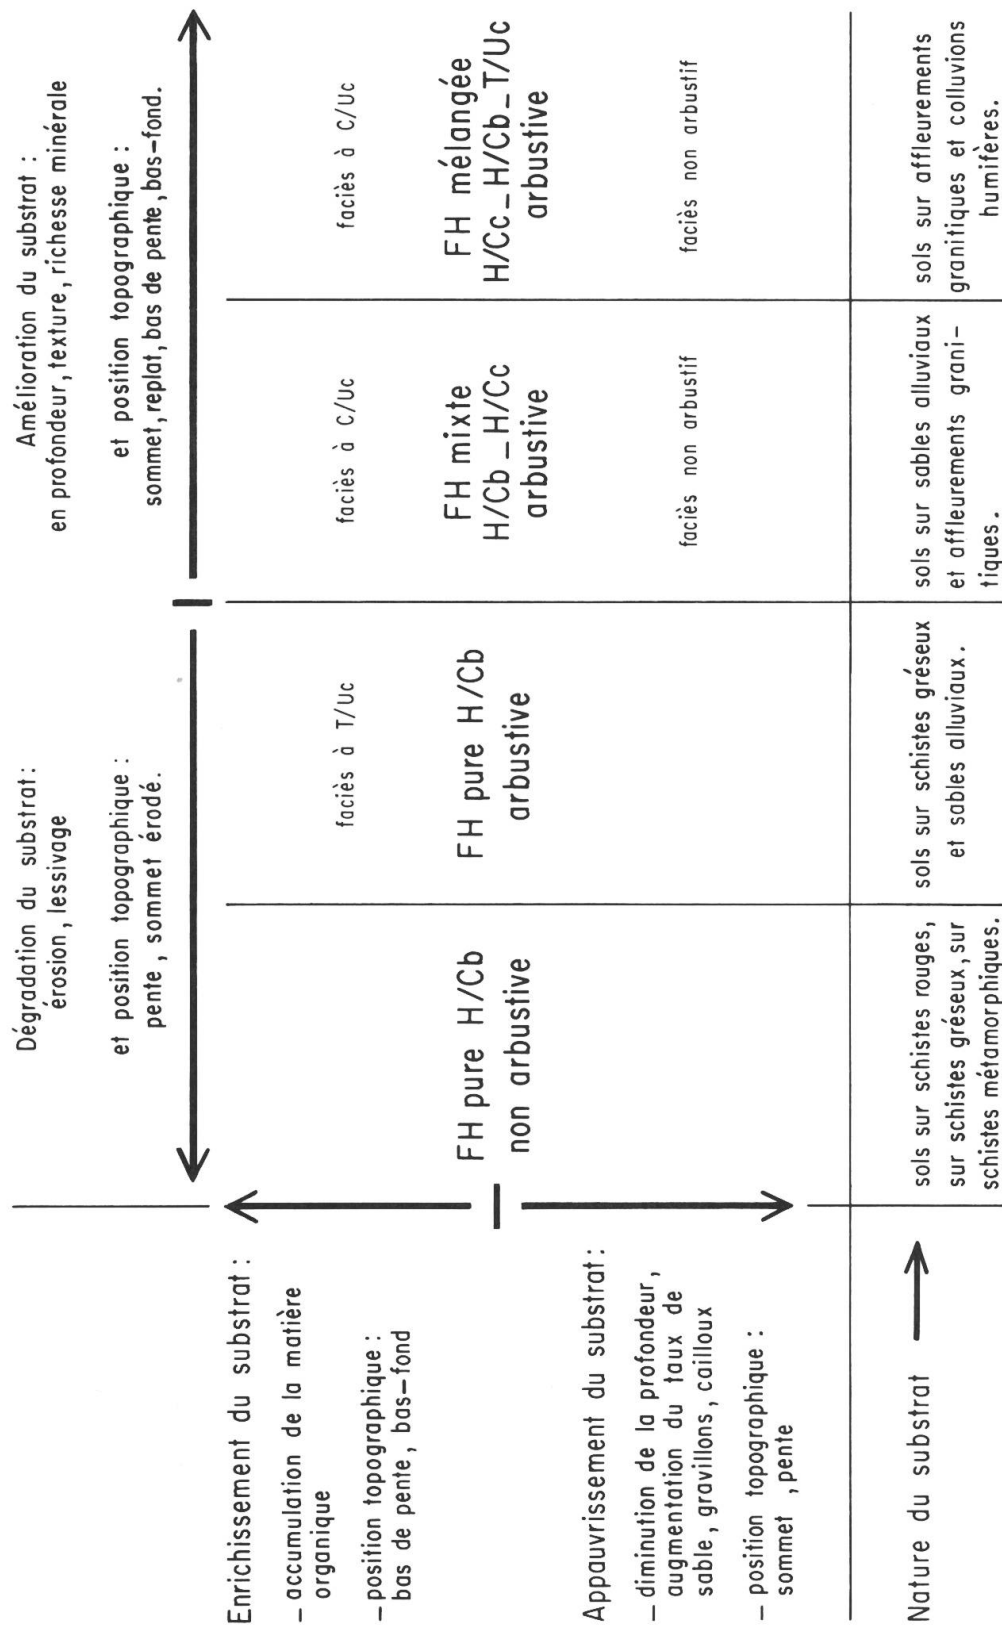 Dégradation du substrat :
érosion, lessivage
et position topographique :
pente, sommet érodé.
Amélioration du substrat :
en profondeur, texture, richesse minérale
et position topographique :
sommet, replat, bas de pente, bas-fond.
Enrichissement du substrat :
– accumulation de la matière
organique
– position topographique :
bas de pente, bas-fond
Appauvrissement du substrat :
– diminution de la profondeur,
augmentation du taux de
sable, gravillons, cailloux
– position topographique :
sommet, pente
FH pure H/Cb
non arbustive
faciès à T/Uc
FH pure H/Cb
arbustive
faciès à C/Uc
FH mixte
H/Cb_H/Cc
arbustive
faciès non arbustif
faciès à C/Uc
FH mélangée
H/Cc_H/Cb_T/Uc
arbustive
faciès non arbustif
Nature du substrat
sols sur schistes rouges,
sur schistes gréseux, sur
schistes métamorphiques.
sols sur schistes gréseux
et sables alluviaux.
sols sur sables alluviaux
et affleurements grani-
tiques.
sols sur affleurements
granitiques et colluvions
humifères.